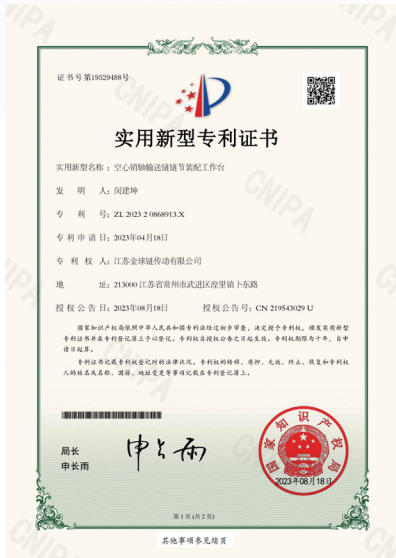 证书号第19529488号
实用新型专利证书
实用新型名称：空心销轴输送链链节装配工作台
发 明 人：闵建坤
专 利 号：ZL 2023 2 0868913.X
专利申请日：2023年04月18日
专 利 权 人：江苏金球链传动有限公司
地 址：213000 江苏省常州市武进区湟里镇卜东路
授权公告日：2023年08月18日 授权公告号：CN 219543029 U
国家知识产权局依照中华人民共和国专利法经过初步审查，决定授予专利权，颁发实用新型
专利证书并在专利登记簿上予以登记。专利权自授权公告之日起生效。专利权期限为十年，自申
请日起算。
专利证书记载专利权登记时的法律状况。专利权的转移、质押、无效、终止、恢复和专利权
人的姓名或名称、国籍、地址变更等事项记载在专利登记簿上。
局长
申长雨
申长雨
国家知识产权局
2023年08月18日
第 1 页 (共 2 页)
其他事项参见续页
CNIPA
CNIPA
CNIPA
CNIPA